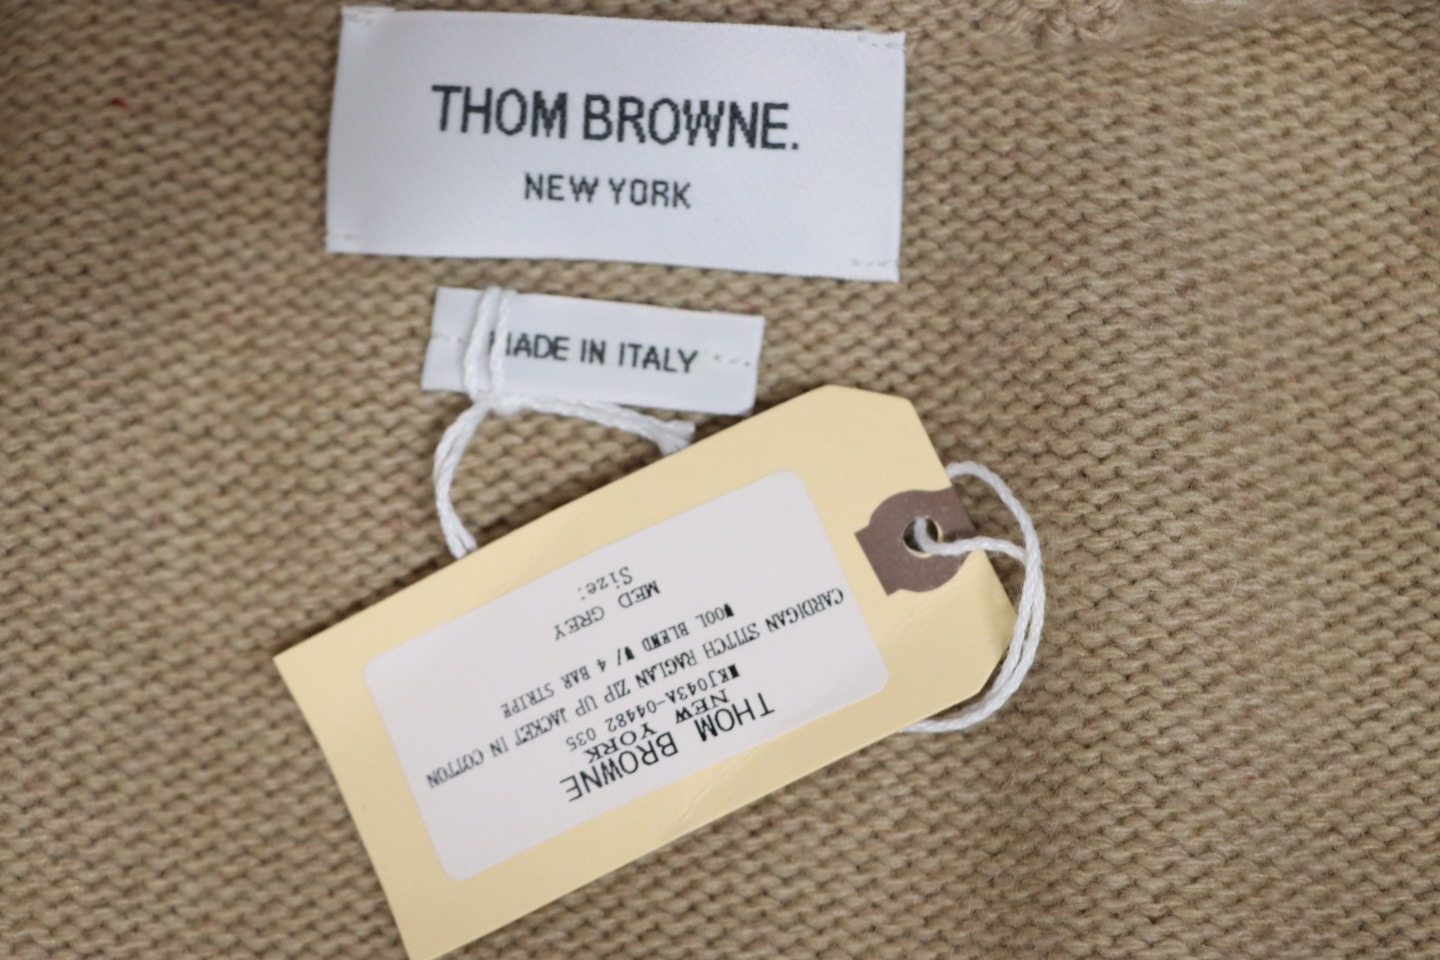 THOM BROWNE.
NEW YORK
MADE IN ITALY
THOM BROWNE
NEW YORK
MKJ043A-04482 035
CARDIGAN STITCH RAGLAN ZIP UP JACKET IN COTTON
WOOL BLEND W/ 4 BAR STRIPE
MED GREY
Size: